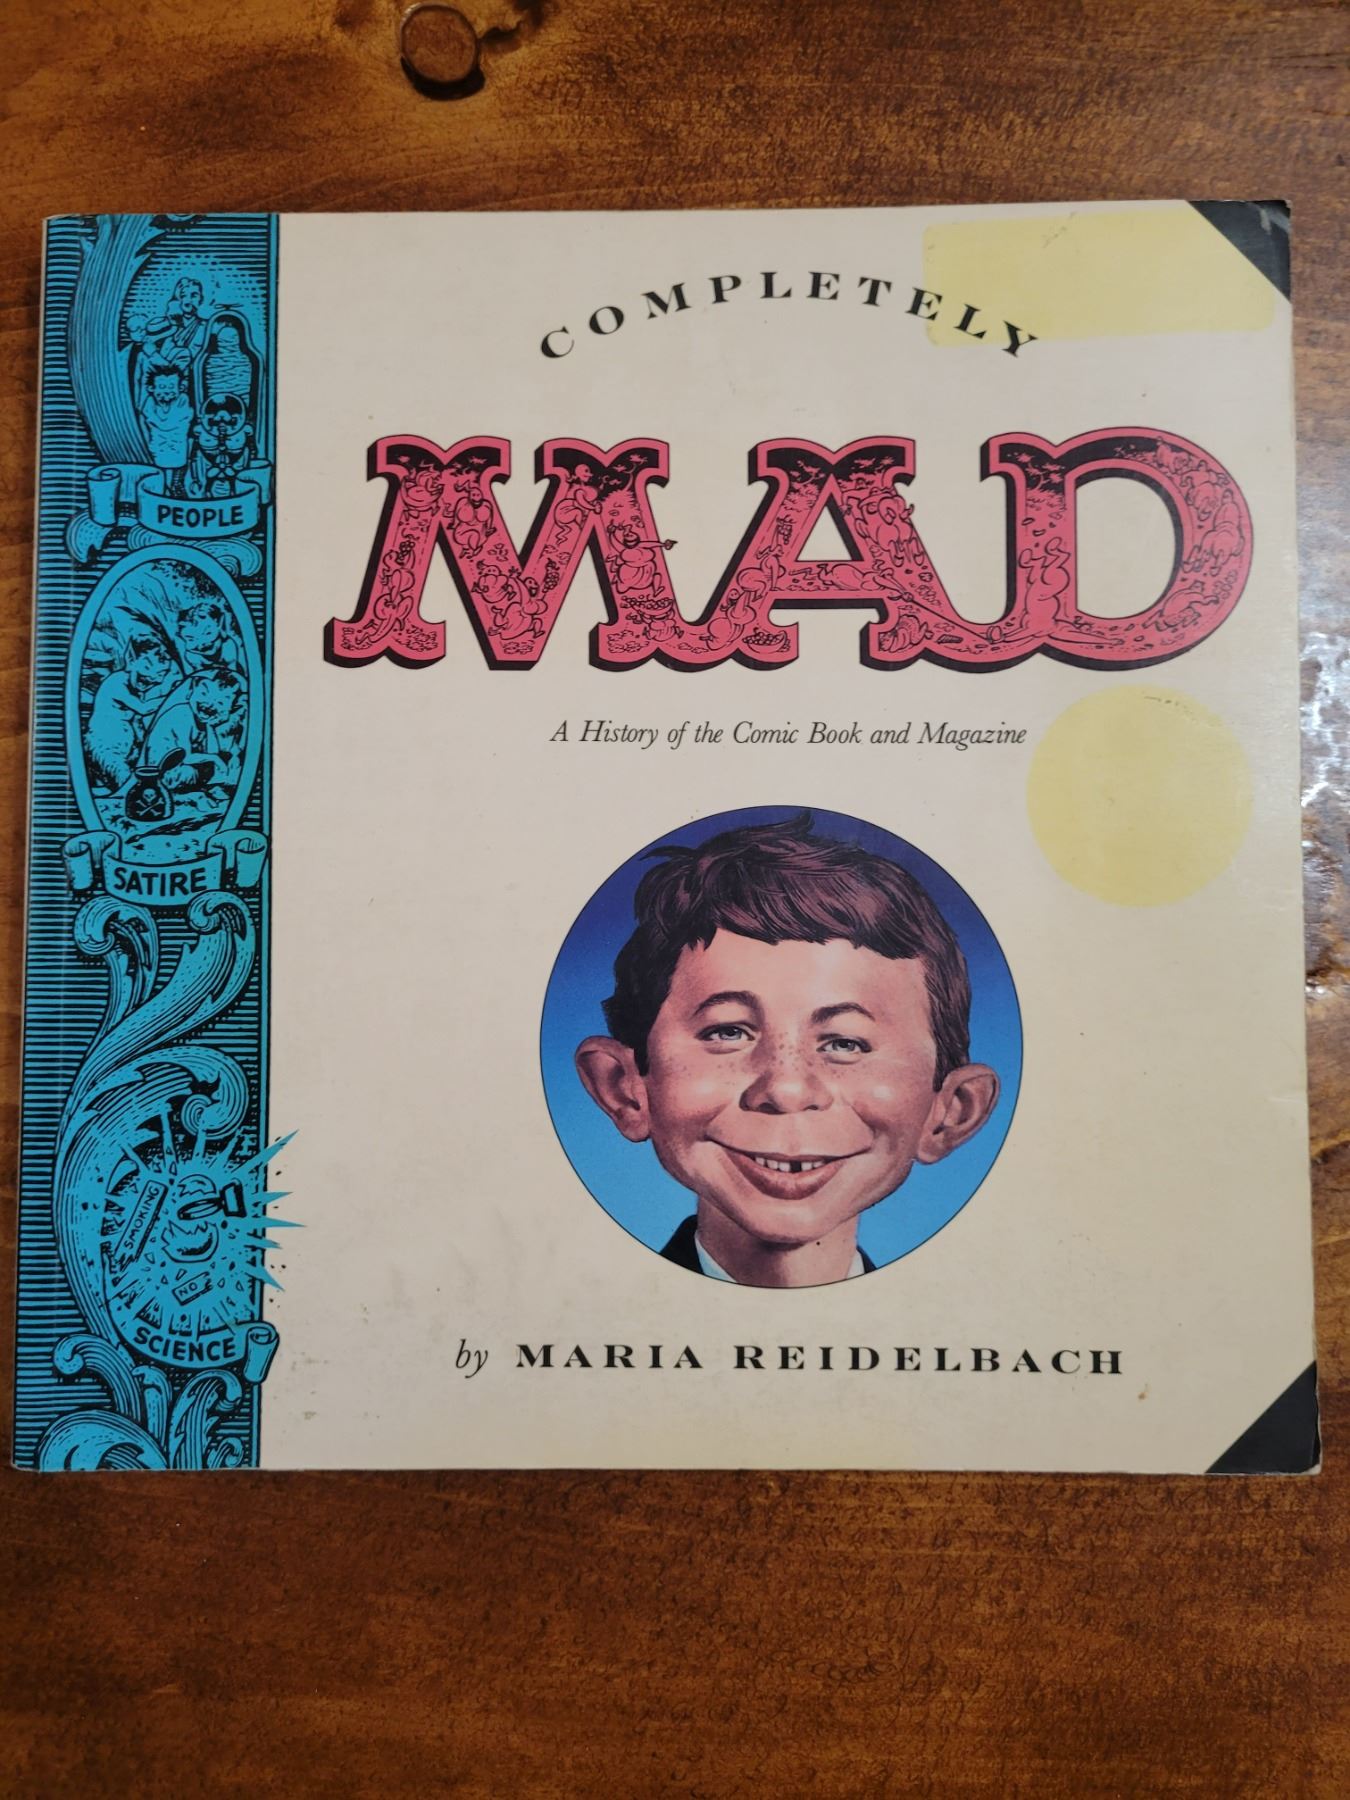 COMPLETELY
MAD
A History of the Comic Book and Magazine
by MARIA REIDELBACH
PEOPLE
SATIRE
SMOKING
NO
SCIENCE